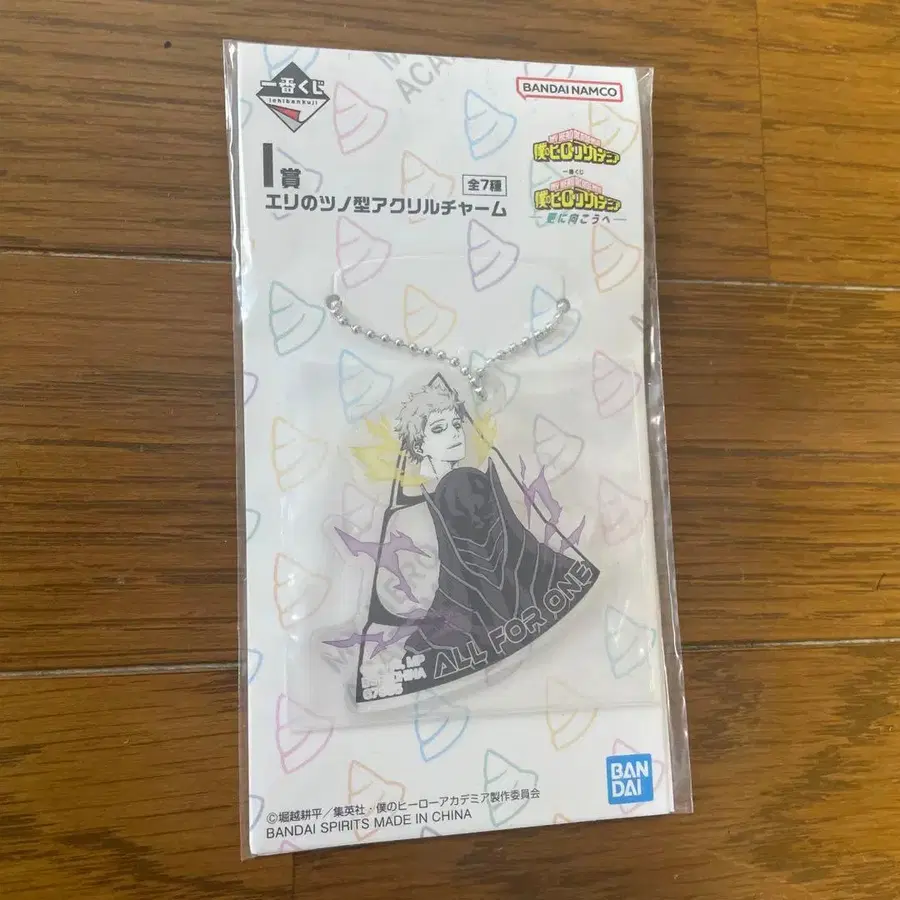 一番くじ
ichibankuji
BANDAI NAMCO
I賞
全7種
エリのツノ型アクリルチャーム
僕のヒーローアカデミア
一番くじ
僕のヒーローアカデミア
更に向こうへ
ALL FOR ONE
BAN
DAI
©堀越耕平／集英社・僕のヒーローアカデミア製作委員会
BANDAI SPIRITS MADE IN CHINA